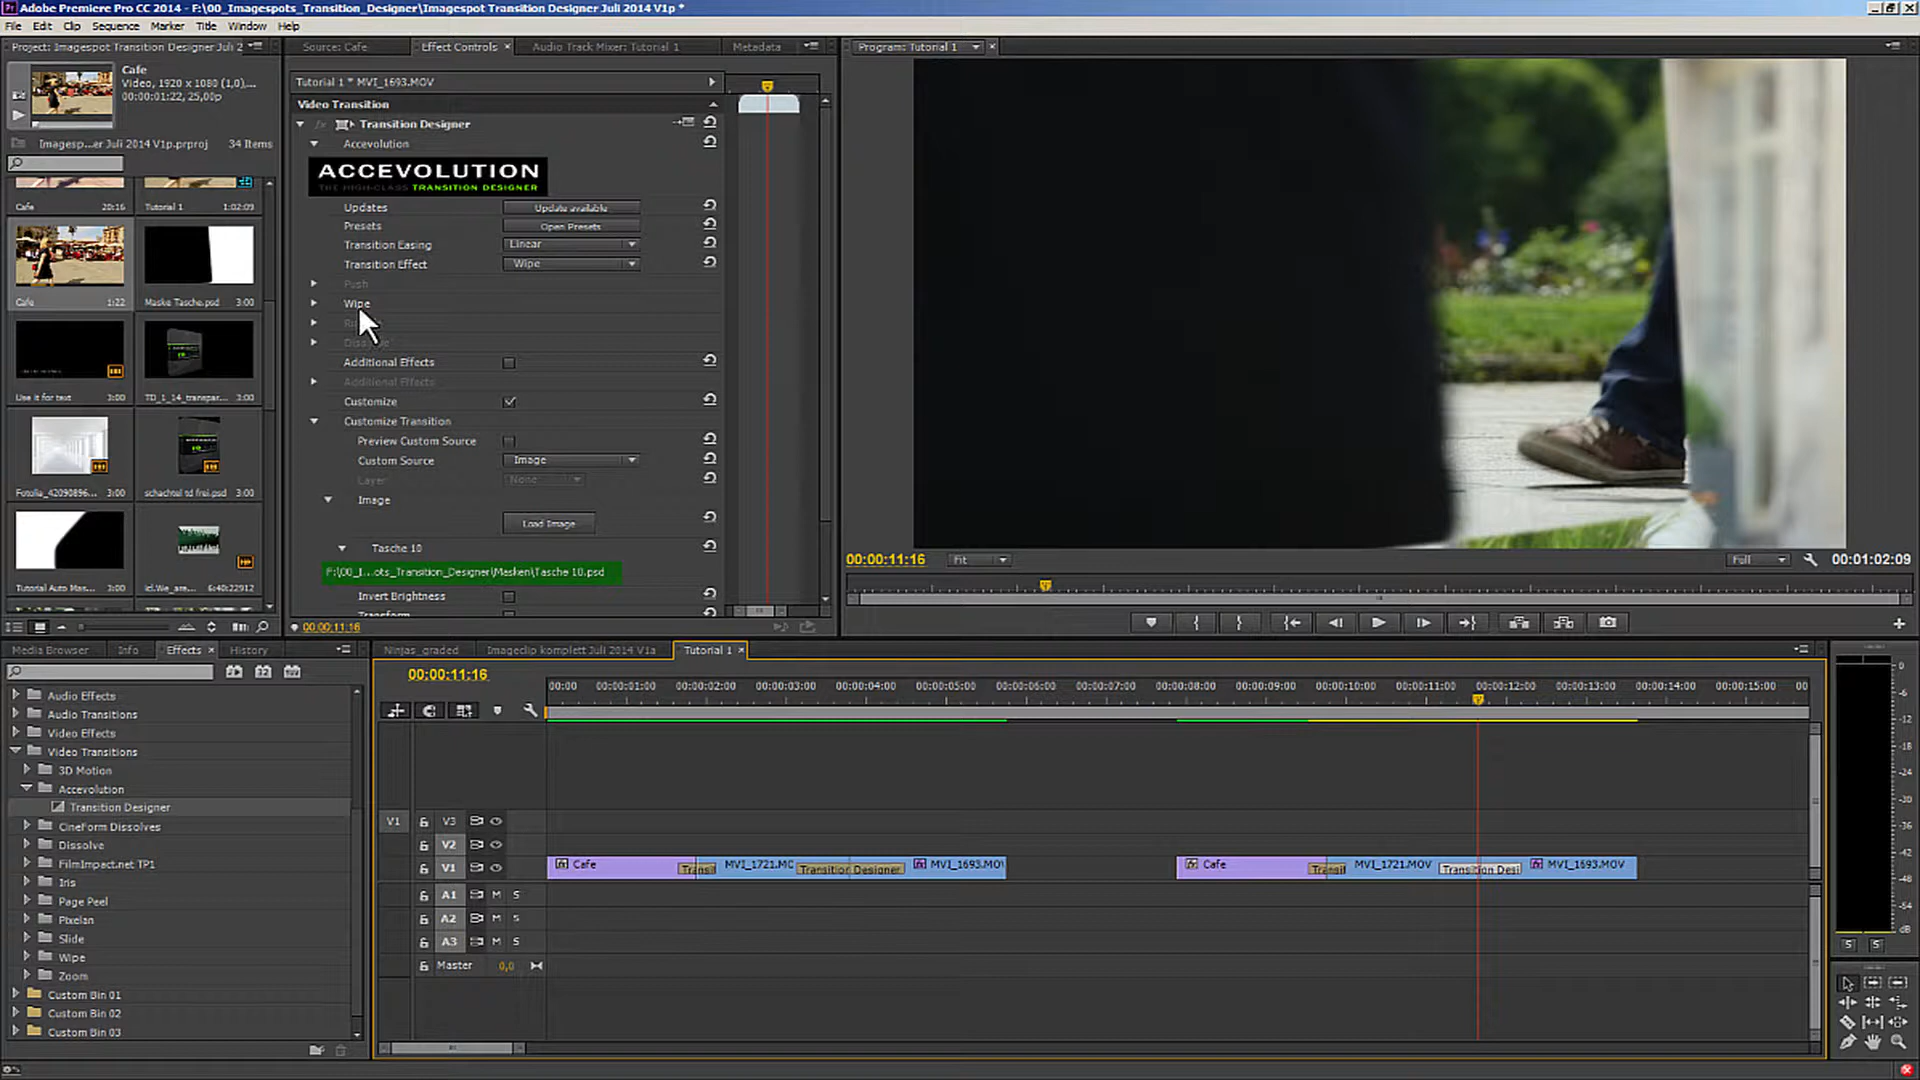 Adobe Premiere Pro CC 2014 - F:\00_Imagespots_Transition_Designer\Imagespot Transition Designer Juli 2014 V1p *
File Edit Clip Sequence Marker Title Window Help
Project: Imagespot Transition Designer Juli 2
Source: Cafe
Effect Controls
Audio Track Mixer: Tutorial 1
Metadata
Program: Tutorial 1
Cafe
Video, 1920 x 1080 (1,0),...
00:00:01:22, 25,00p
Imagesp...er Juli 2014 V1p.prproj
34 Items
Cafe 20:16
Tutorial 1 1:02:09
Cafe 1:22
Maske Tasche.psd 3:00
Use it for text 3:00
TD_1_14_transpar... 3:00
Fotolia_42090896... 3:00
schachtel td frei.psd 3:00
Tutorial Auto Mas... 3:00
icl.We_are... 6:40:22912
Tutorial 1 * MVI_1693.MOV
Video Transition
Transition Designer
Accevolution
ACCEVOLUTION
THE HIGH-CLASS TRANSITION DESIGNER
Updates Update available
Presets Open Presets
Transition Easing Linear
Transition Effect Wipe
Push
Wipe
Additional Effects
Additional Effects
Customize
Customize Transition
Preview Custom Source
Custom Source Image
Layer None
Image
Load Image
Tasche 10
F:\00_I...ots_Transition_Designer\Masken\Tasche 10.psd
Invert Brightness
Transform
00:00:11:16
00:00:11:16
Fit
Full
00:01:02:09
Media Browser
Info
Effects
History
Audio Effects
Audio Transitions
Video Effects
Video Transitions
3D Motion
Accevolution
Transition Designer
CineForm Dissolves
Dissolve
FilmImpact.net TP1
Iris
Page Peel
Pixelan
Slide
Wipe
Zoom
Custom Bin 01
Custom Bin 02
Custom Bin 03
Ninjas_graded
Imageclip komplett Juli 2014 V1a
Tutorial 1
00:00:11:16
00:00 00:00:01:00 00:00:02:00 00:00:03:00 00:00:04:00 00:00:05:00 00:00:06:00 00:00:07:00 00:00:08:00 00:00:09:00 00:00:10:00 00:00:11:00 00:00:12:00 00:00:13:00 00:00:14:00 00:00:15:00 00
V1 V3
V2
V1
Cafe Transit MVI_1721.MC Transition Designer MVI_1693.MOV
Cafe Transit MVI_1721.MOV Transition Desi MVI_1693.MOV
A1 M S
A2 M S
A3 M S
Master 0,0
0
-6
-12
-18
-24
-30
-36
-42
-48
-54
dB
S S